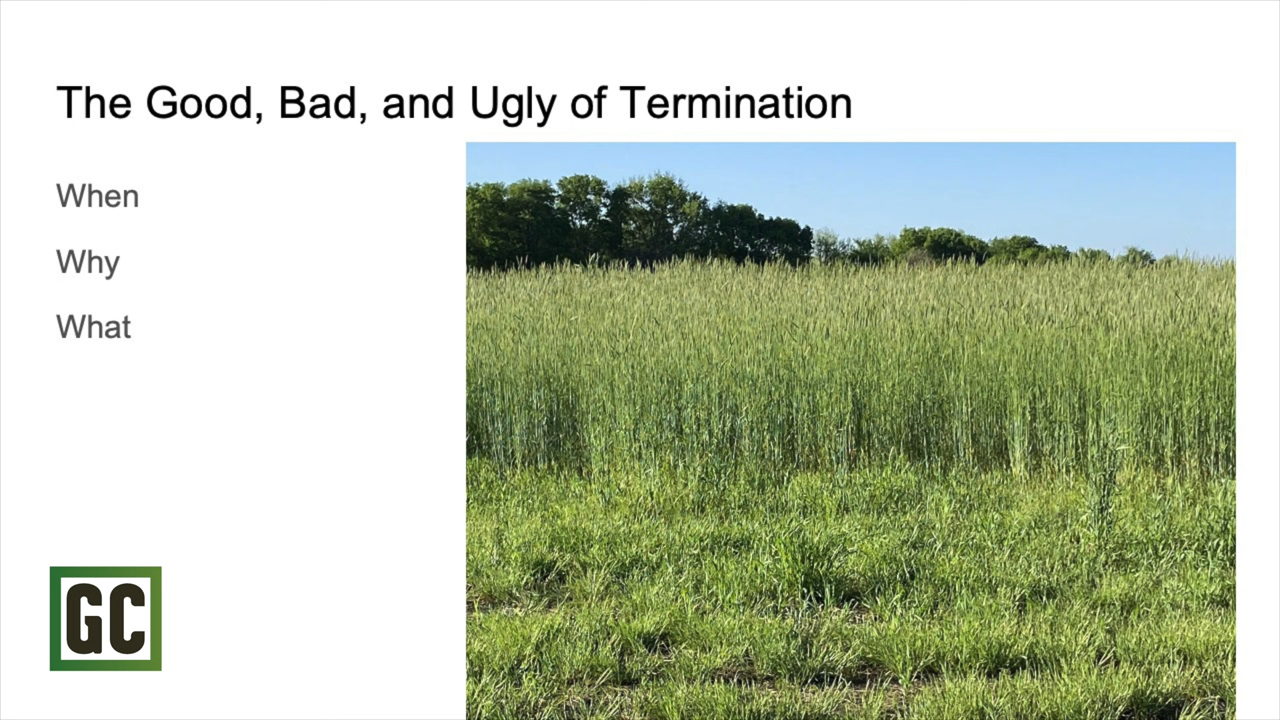 The Good, Bad, and Ugly of Termination
When
Why
What
GC